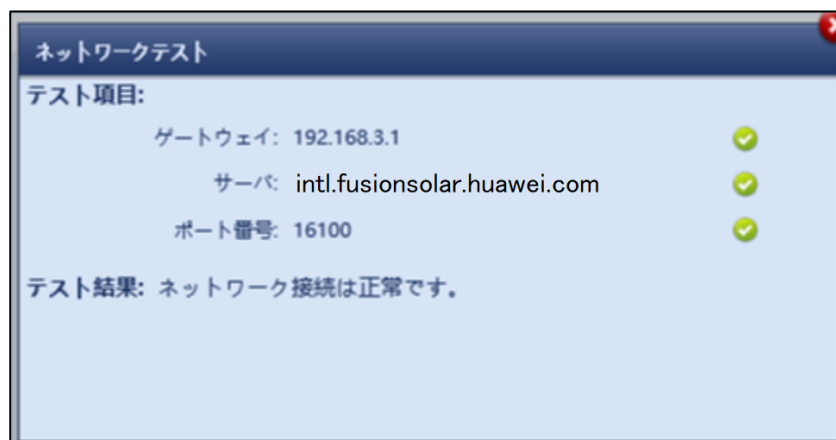 ネットワークテスト
テスト項目:
ゲートウェイ: 192.168.3.1
サーバ: intl.fusionsolar.huawei.com
ポート番号: 16100
テスト結果: ネットワーク接続は正常です。